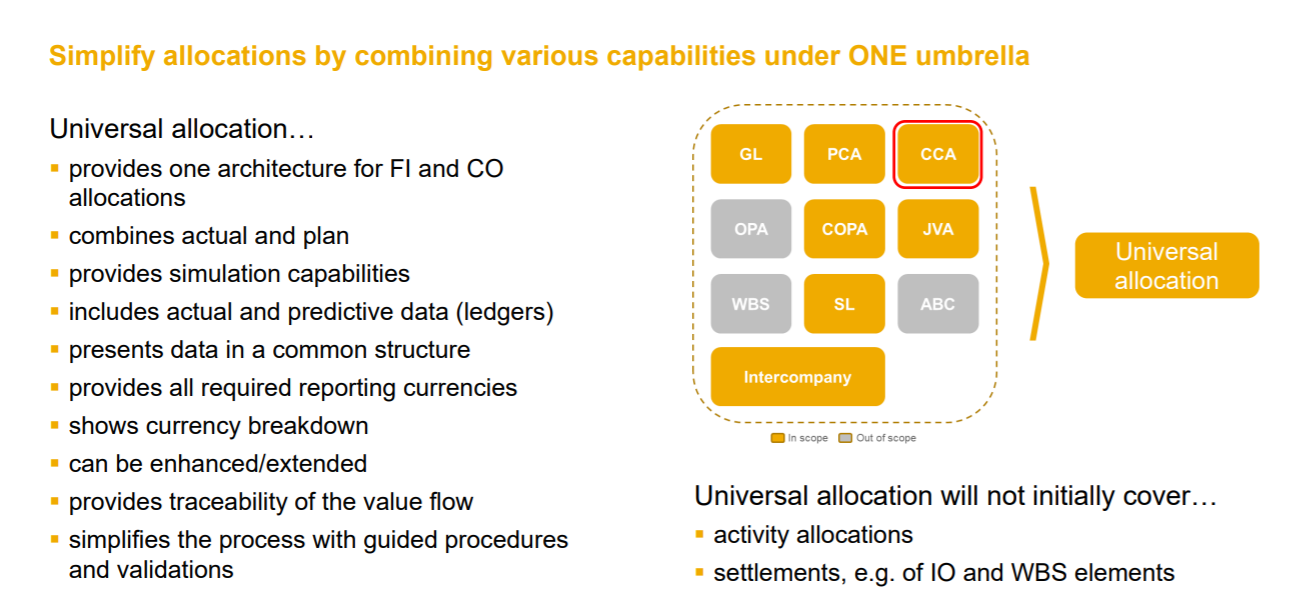 Simplify allocations by combining various capabilities under ONE umbrella
Universal allocation…
▪ provides one architecture for FI and CO
allocations
▪ combines actual and plan
▪ provides simulation capabilities
▪ includes actual and predictive data (ledgers)
▪ presents data in a common structure
▪ provides all required reporting currencies
▪ shows currency breakdown
▪ can be enhanced/extended
▪ provides traceability of the value flow
▪ simplifies the process with guided procedures
and validations
GL PCA CCA
OPA COPA JVA
WBS SL ABC
Intercompany
In scope Out of scope
Universal
allocation
Universal allocation will not initially cover…
▪ activity allocations
▪ settlements, e.g. of IO and WBS elements